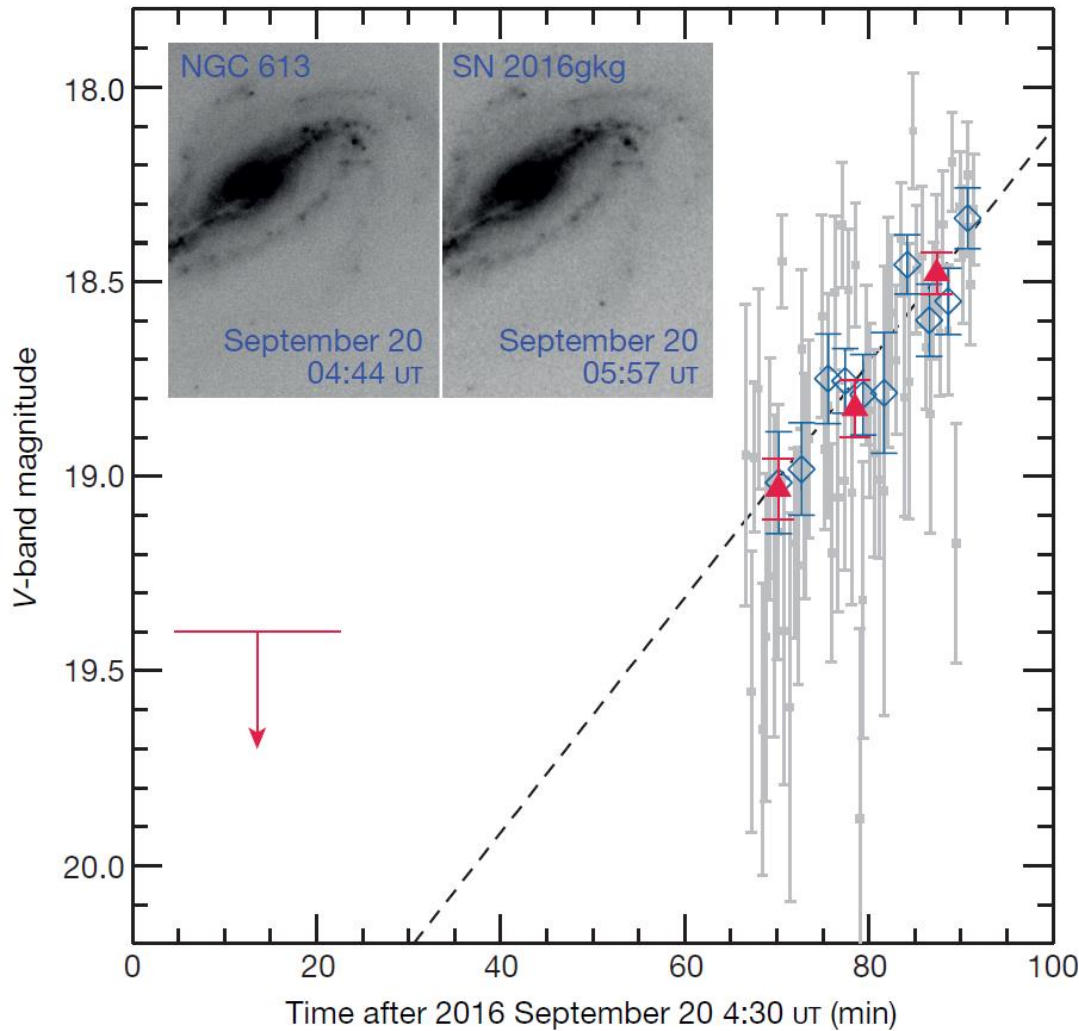 NGC 613
SN 2016gkg
September 20
04:44 UT
September 20
05:57 UT
18.0
18.5
19.0
19.5
20.0
V-band magnitude
0
20
40
60
80
100
Time after 2016 September 20 4:30 UT (min)